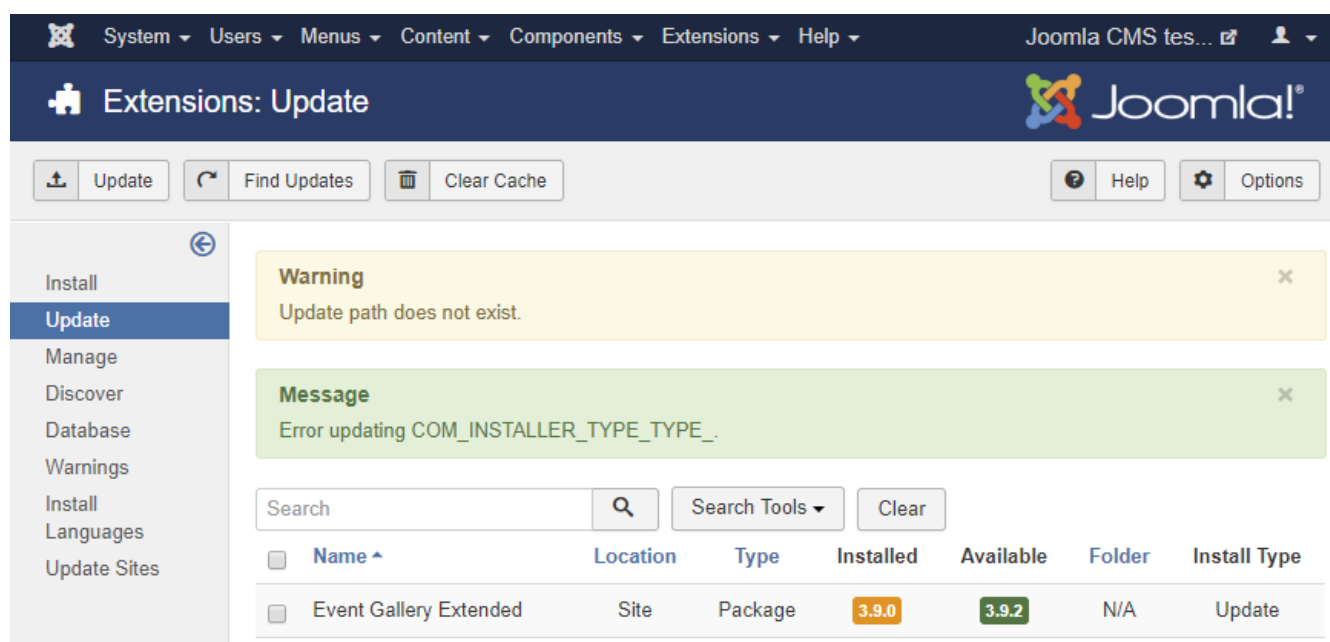 System Users Menus Content Components Extensions Help Joomla CMS tes...
Extensions: Update Joomla!®
Update Find Updates Clear Cache Help Options
Install
Update
Manage
Discover
Database
Warnings
Install
Languages
Update Sites
Warning ×
Update path does not exist.
Message ×
Error updating COM_INSTALLER_TYPE_TYPE_.
Search Search Tools Clear
Name Location Type Installed Available Folder Install Type
Event Gallery Extended Site Package 3.9.0 3.9.2 N/A Update